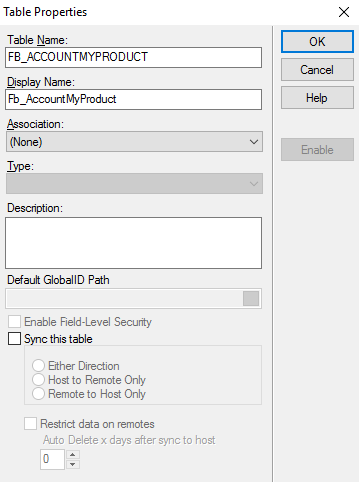 Table Properties
Table Name:
FB_ACCOUNTMYPRODUCT
OK
Display Name:
Cancel
Fb_AccountMyProduct
Help
Association:
(None)
Enable
Type:
Description:
Default GlobalID Path
Enable Field-Level Security
Sync this table
Either Direction
Host to Remote Only
Remote to Host Only
Restrict data on remotes
Auto Delete x days after sync to host
0